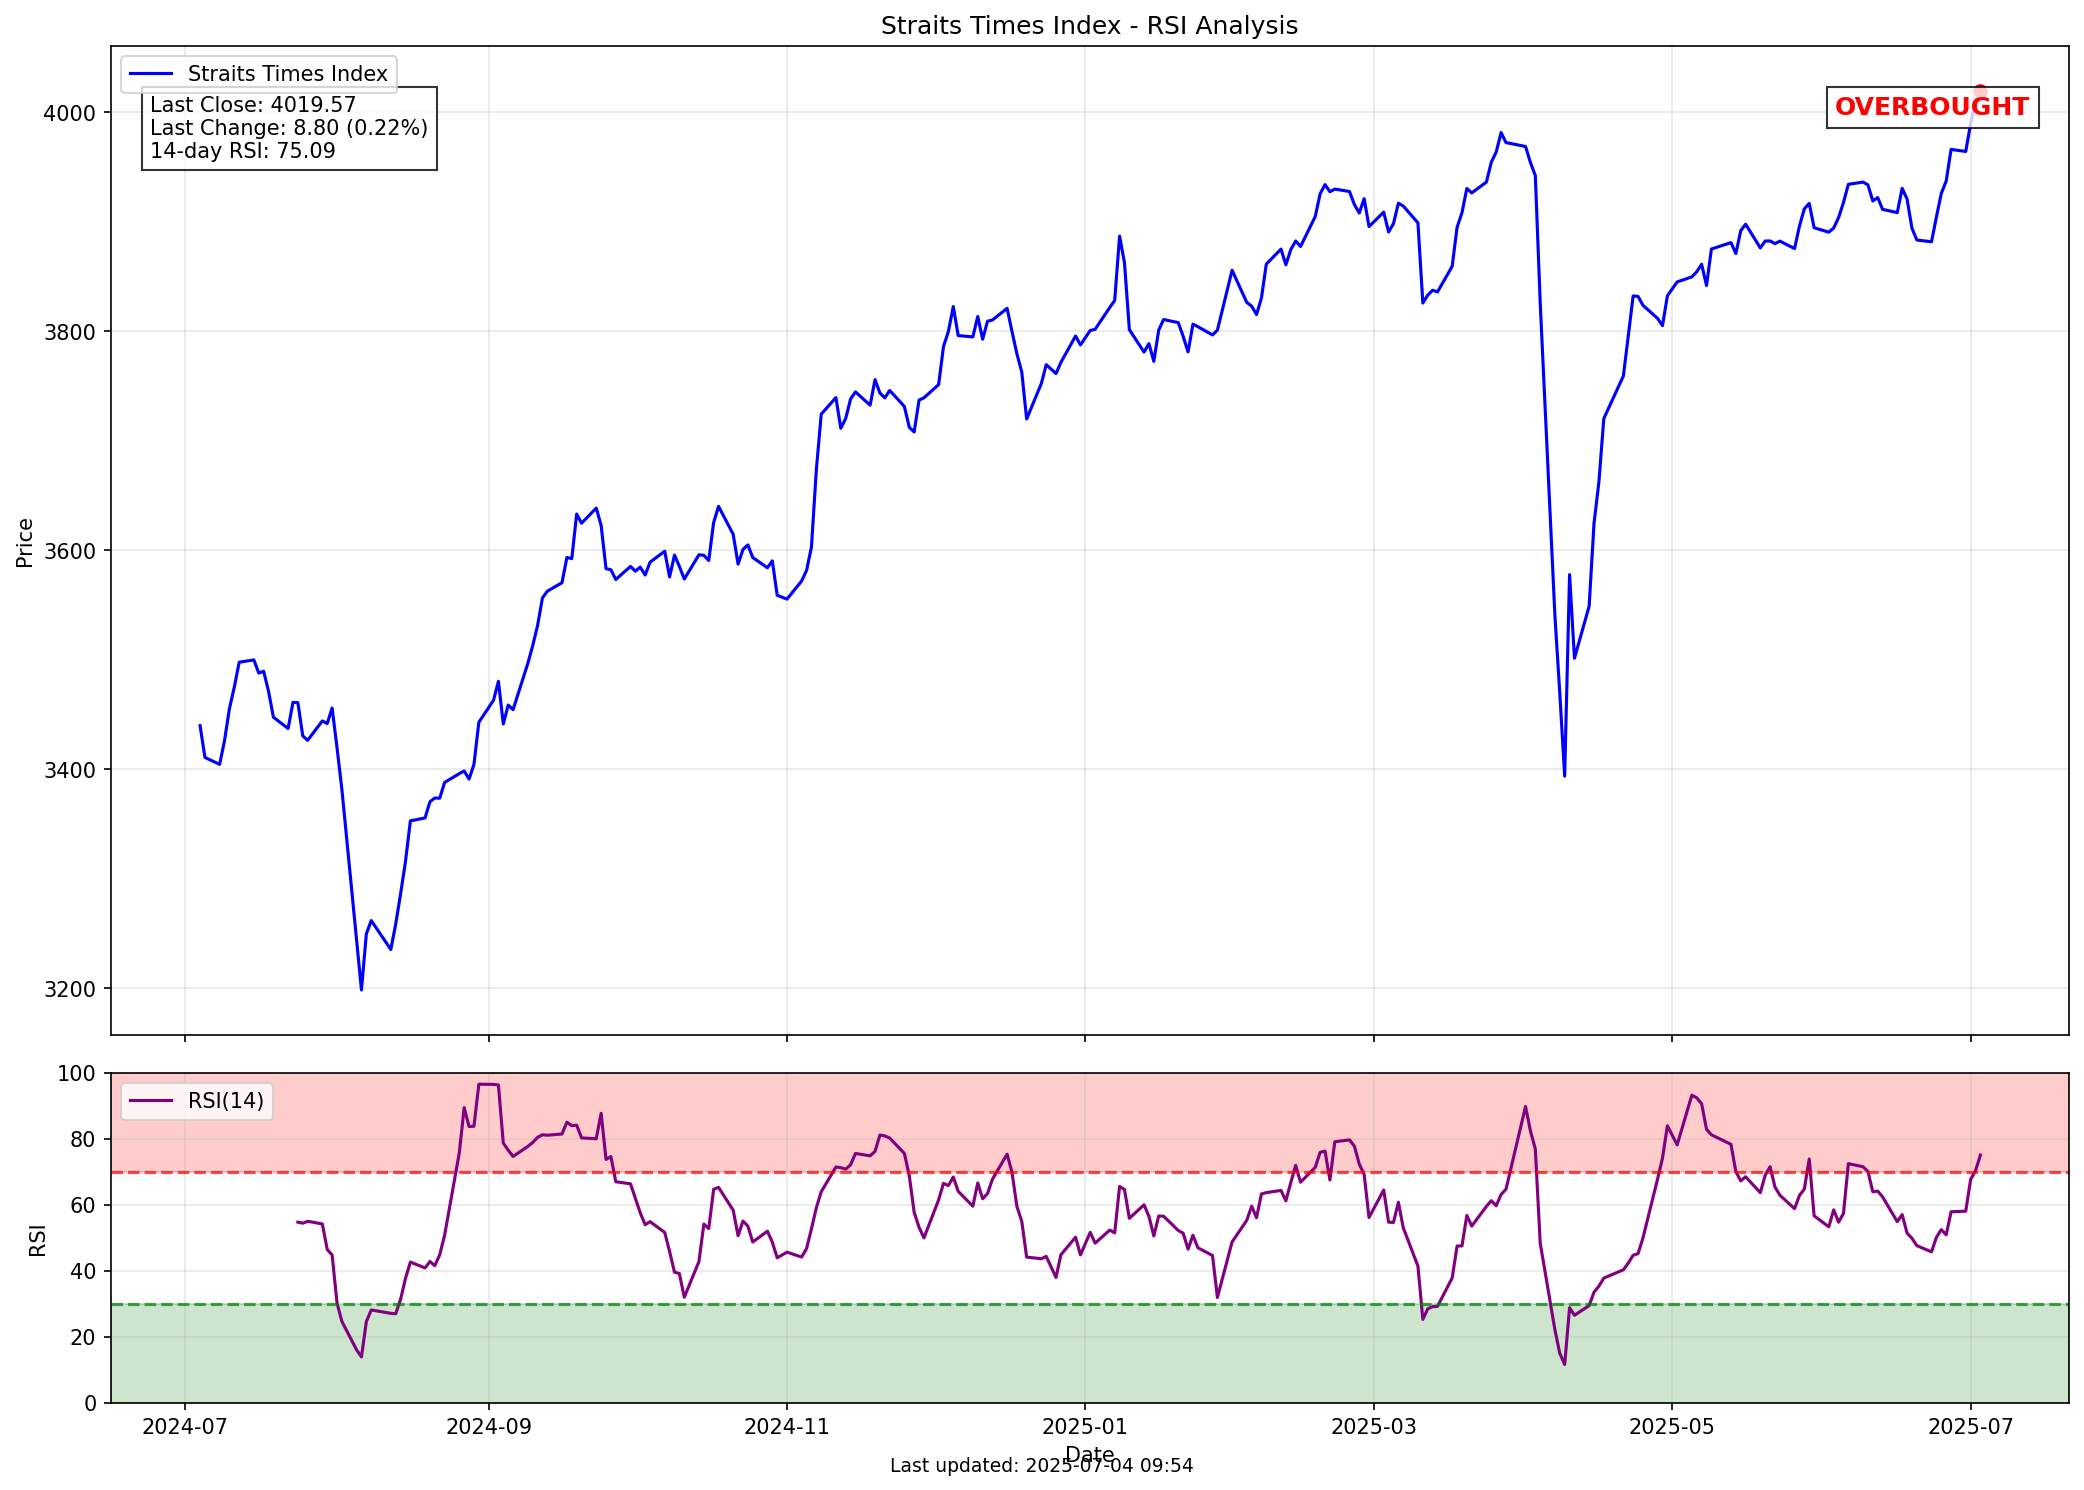 Straits Times Index - RSI Analysis
Straits Times Index
Last Close: 4019.57
Last Change: 8.80 (0.22%)
14-day RSI: 75.09
OVERBOUGHT
Price
4000
3800
3600
3400
3200
RSI(14)
RSI
100
80
60
40
20
0
2024-07
2024-09
2024-11
2025-01
2025-03
2025-05
2025-07
Date
Last updated: 2025-07-04 09:54